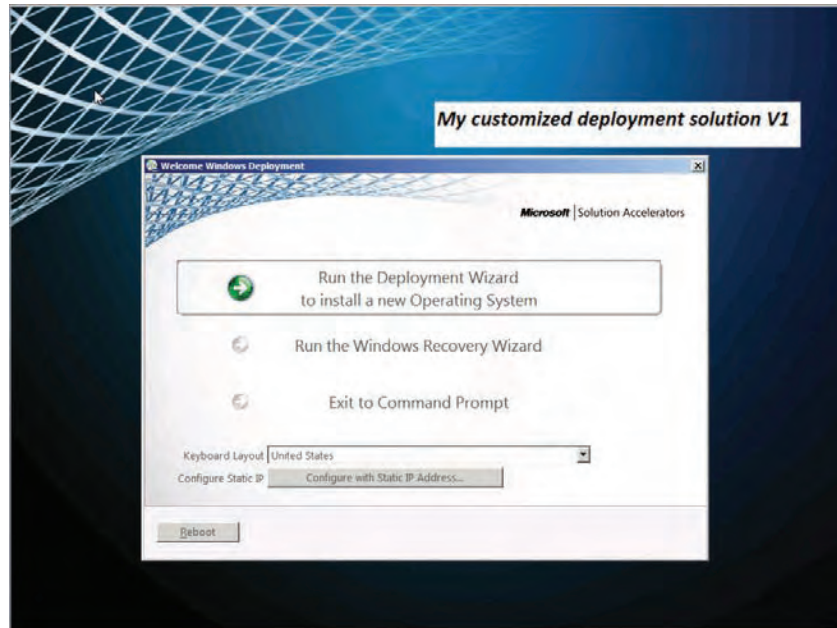 My customized deployment solution V1
Welcome Windows Deployment
Microsoft Solution Accelerators
Run the Deployment Wizard
to install a new Operating System
Run the Windows Recovery Wizard
Exit to Command Prompt
Keyboard Layout United States
Configure Static IP Configure with Static IP Address...
Reboot